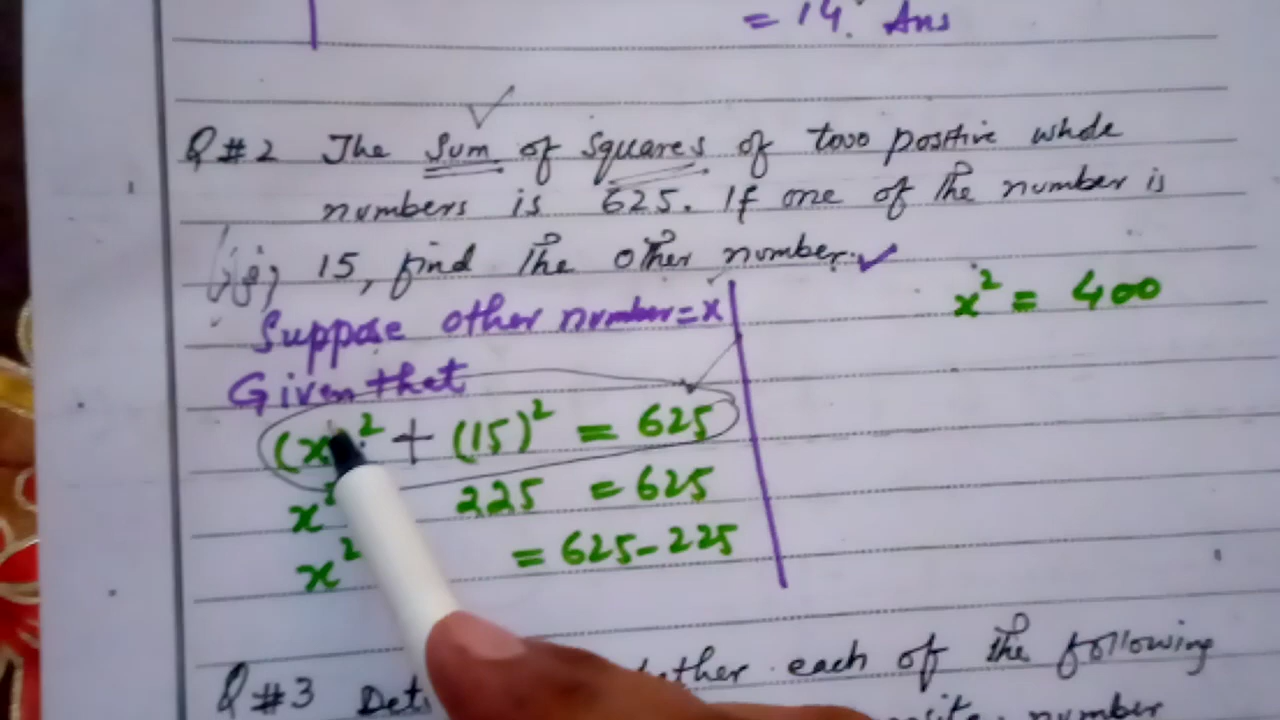 = 14. Ans
Q#2 The Sum of Squares of two positive whole
numbers is 625. If one of the number is
15, find the other number.
Suppose other number = x
Given that
(x)² + (15)² = 625
x² 225 = 625
x² = 625 - 225
x² = 400
Q#3 each of the following
number